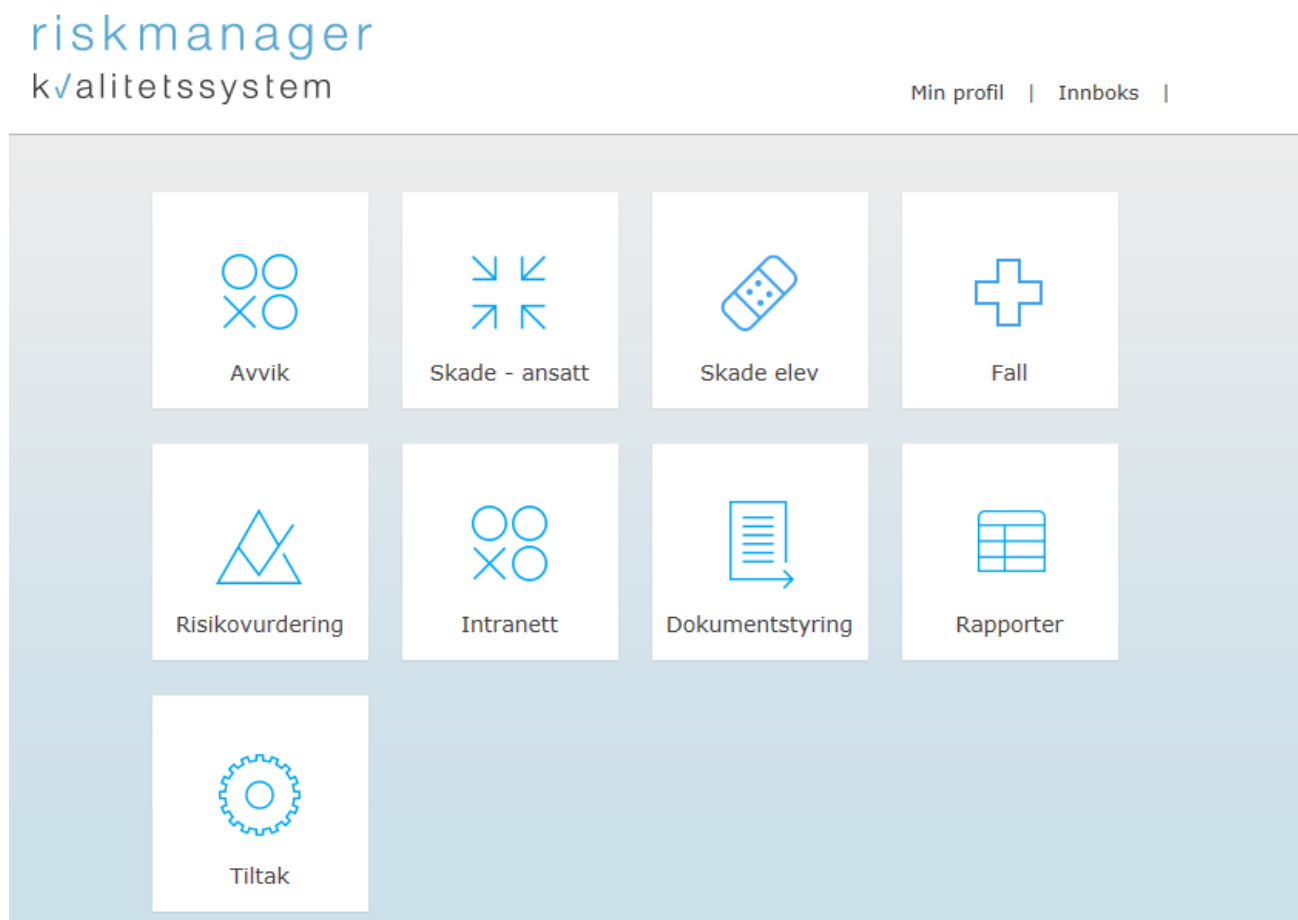 riskmanager
k√alitetssystem
Min profil | Innboks |
Avvik
Skade - ansatt
Skade elev
Fall
Risikovurdering
Intranett
Dokumentstyring
Rapporter
Tiltak